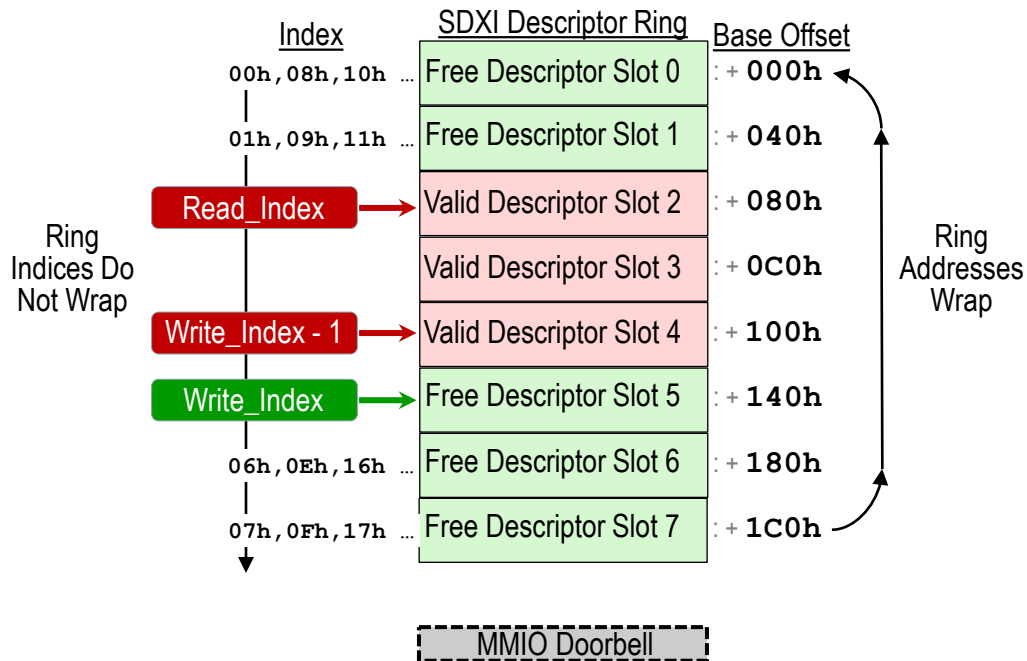 Index SDXI Descriptor Ring Base Offset
00h,08h,10h … Free Descriptor Slot 0 : + 000h
01h,09h,11h … Free Descriptor Slot 1 : + 040h
Read_Index Valid Descriptor Slot 2 : + 080h
Ring
Indices Do
Not Wrap
Valid Descriptor Slot 3 : + 0C0h
Ring
Addresses
Wrap
Write_Index - 1 Valid Descriptor Slot 4 : + 100h
Write_Index Free Descriptor Slot 5 : + 140h
06h,0Eh,16h … Free Descriptor Slot 6 : + 180h
07h,0Fh,17h … Free Descriptor Slot 7 : + 1C0h
MMIO Doorbell